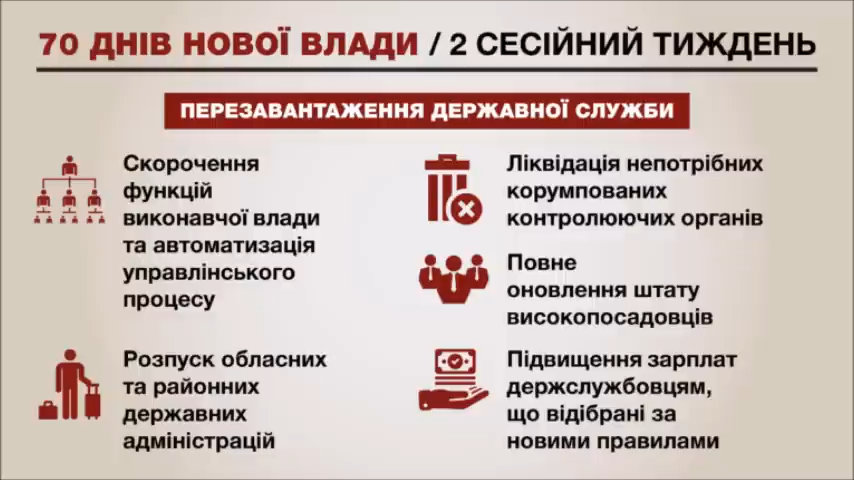 70 ДНІВ НОВОЇ ВЛАДИ / 2 СЕСІЙНИЙ ТИЖДЕНЬ
ПЕРЕЗАВАНТАЖЕННЯ ДЕРЖАВНОЇ СЛУЖБИ
Скорочення
функцій
виконавчої влади
та автоматизація
управлінського
процесу
Розпуск обласних
та районних
державних
адміністрацій
Ліквідація непотрібних
корумпованих
контролюючих органів
Повне
оновлення штату
високопосадовців
Підвищення зарплат
держслужбовцям,
що відібрані за
новими правилами